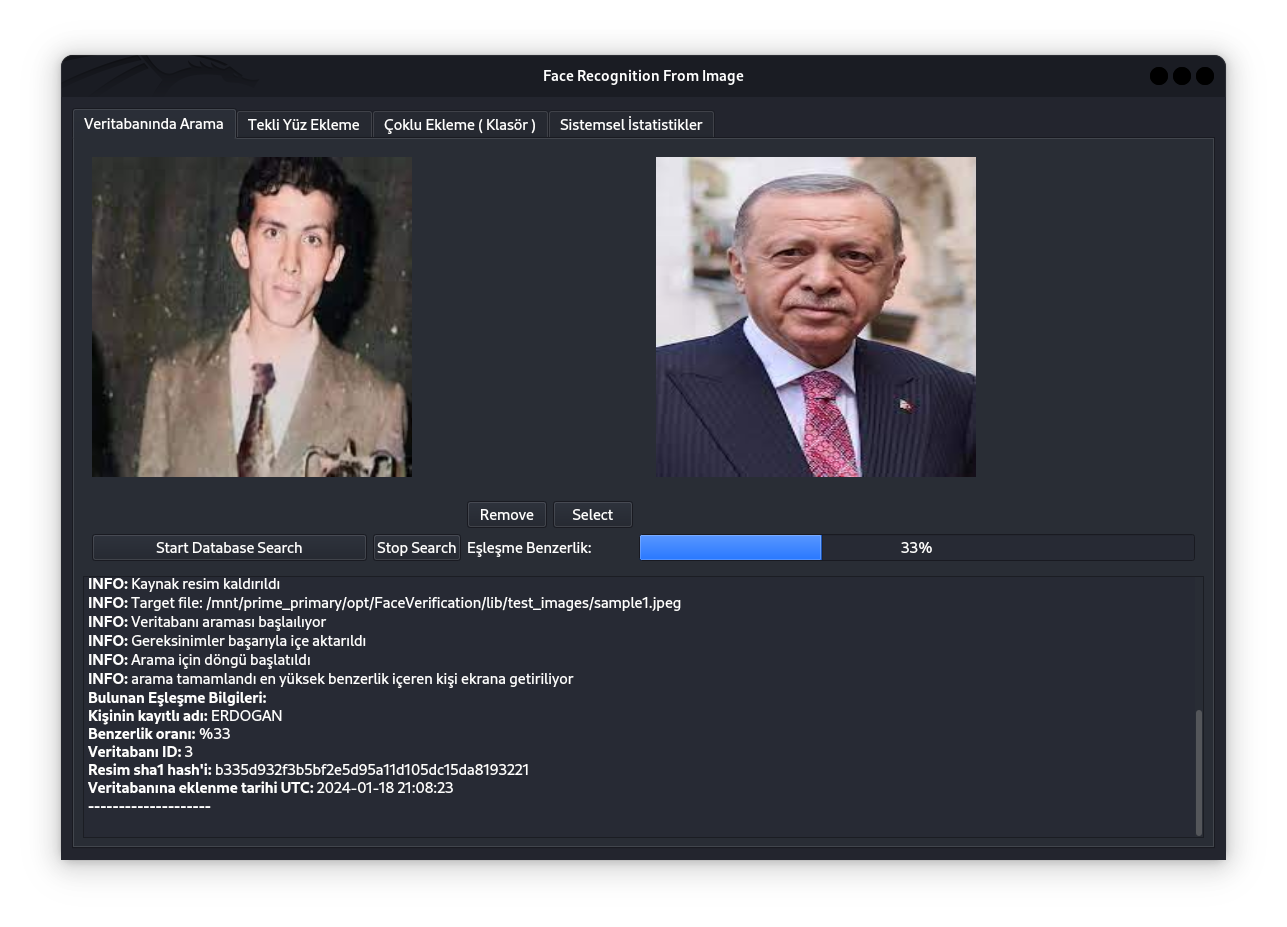 Face Recognition From Image
Veritabanında Arama
Tekli Yüz Ekleme
Çoklu Ekleme ( Klasör )
Sistemsel İstatistikler
Remove
Select
Start Database Search
Stop Search
Eşleşme Benzerlik:
33%
INFO: Kaynak resim kaldırıldı
INFO: Target file: /mnt/prime_primary/opt/FaceVerification/lib/test_images/sample1.jpeg
INFO: Veritabanı araması başlaılıyor
INFO: Gereksinimler başarıyla içe aktarıldı
INFO: Arama için döngü başlatıldı
INFO: arama tamamlandı en yüksek benzerlik içeren kişi ekrana getiriliyor
Bulunan Eşleşme Bilgileri:
Kişinin kayıtlı adı: ERDOGAN
Benzerlik oranı: %33
Veritabanı ID: 3
Resim sha1 hash'i: b335d932f3b5bf2e5d95a11d105dc15da8193221
Veritabanına eklenme tarihi UTC: 2024-01-18 21:08:23
--------------------